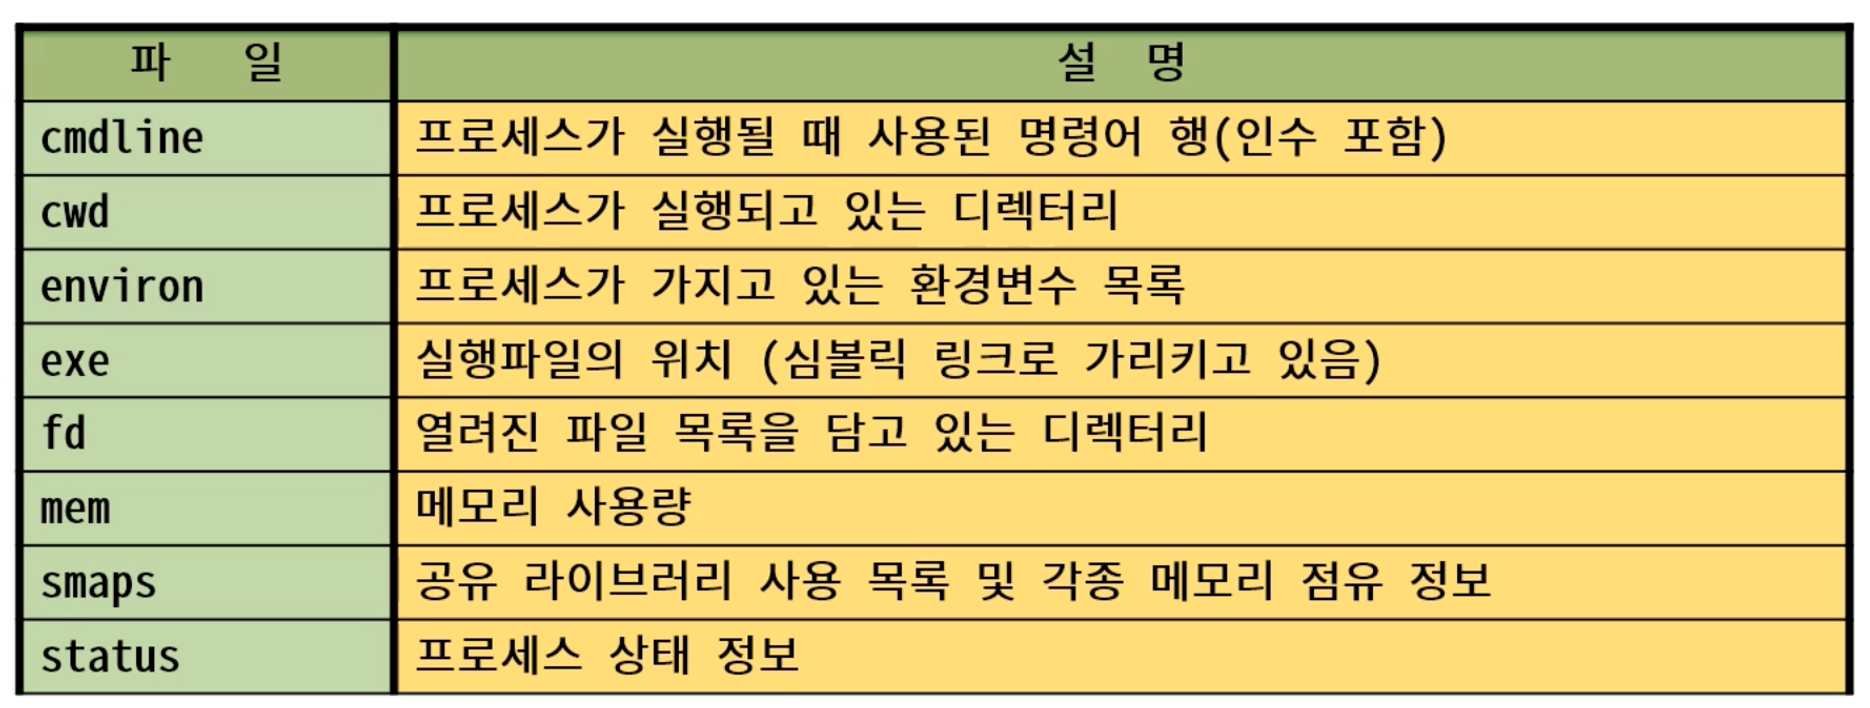 파 일 설 명
cmdline 프로세스가 실행될 때 사용된 명령어 행(인수 포함)
cwd 프로세스가 실행되고 있는 디렉터리
environ 프로세스가 가지고 있는 환경변수 목록
exe 실행파일의 위치 (심볼릭 링크로 가리키고 있음)
fd 열려진 파일 목록을 담고 있는 디렉터리
mem 메모리 사용량
smaps 공유 라이브러리 사용 목록 및 각종 메모리 점유 정보
status 프로세스 상태 정보